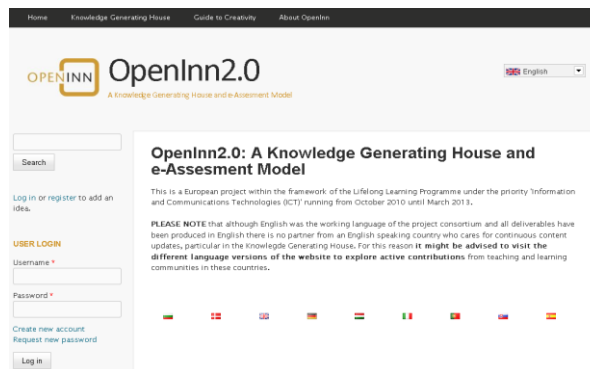 Home Knowledge Generating House Guide to Creativity About OpenInn
OPENINN
OpenInn2.0
A Knowledge Generating House and e-Assesment Model
English
Search
Log in or register to add an
idea.
USER LOGIN
Username *
Password *
Create new account
Request new password
Log in
OpenInn2.0: A Knowledge Generating House and
e-Assesment Model
This is a European project within the framework of the Lifelong Learning Programme under the priority 'Information
and Communications Technologies (ICT)' running from October 2010 until March 2013.
PLEASE NOTE that although English was the working language of the project consortium and all deliverables have
been produced in English there is no partner from an English speaking country who cares for continuous content
updates, particular in the Knowlegde Generating House. For this reason it might be advised to visit the
different language versions of the website to explore active contributions from teaching and learning
communities in these countries.